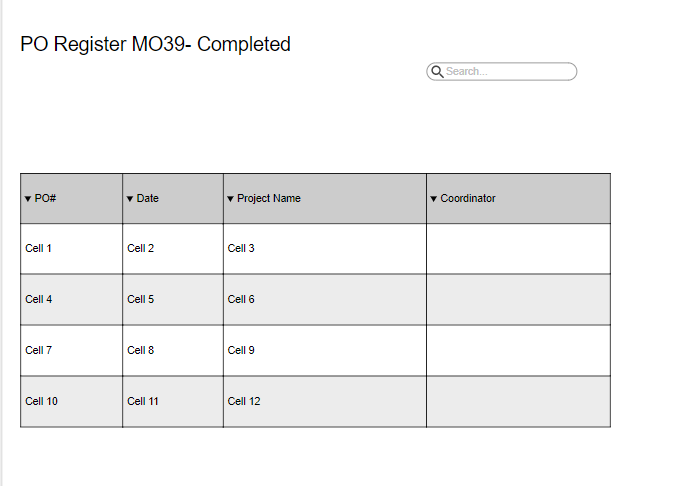 PO Register MO39- Completed
Search...
▼ PO# ▼ Date ▼ Project Name ▼ Coordinator
Cell 1 Cell 2 Cell 3
Cell 4 Cell 5 Cell 6
Cell 7 Cell 8 Cell 9
Cell 10 Cell 11 Cell 12